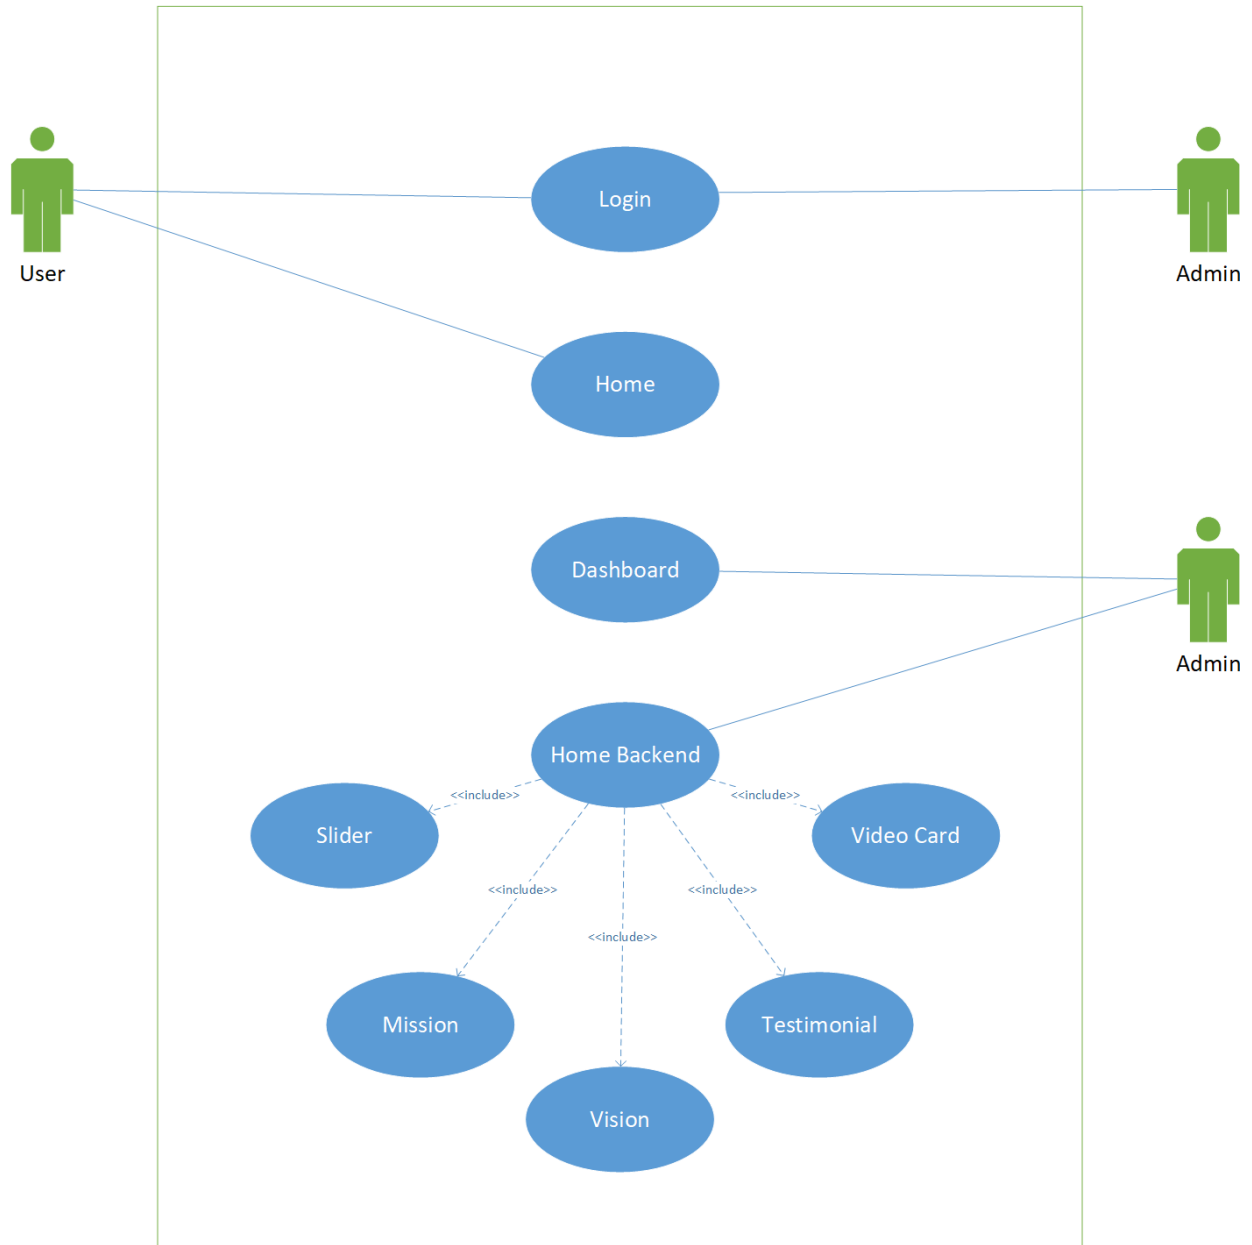 Login
User
Admin
Home
Dashboard
Admin
Home Backend
<<include>>
<<include>>
Slider
Video Card
<<include>>
<<include>>
<<include>>
Mission
Testimonial
Vision